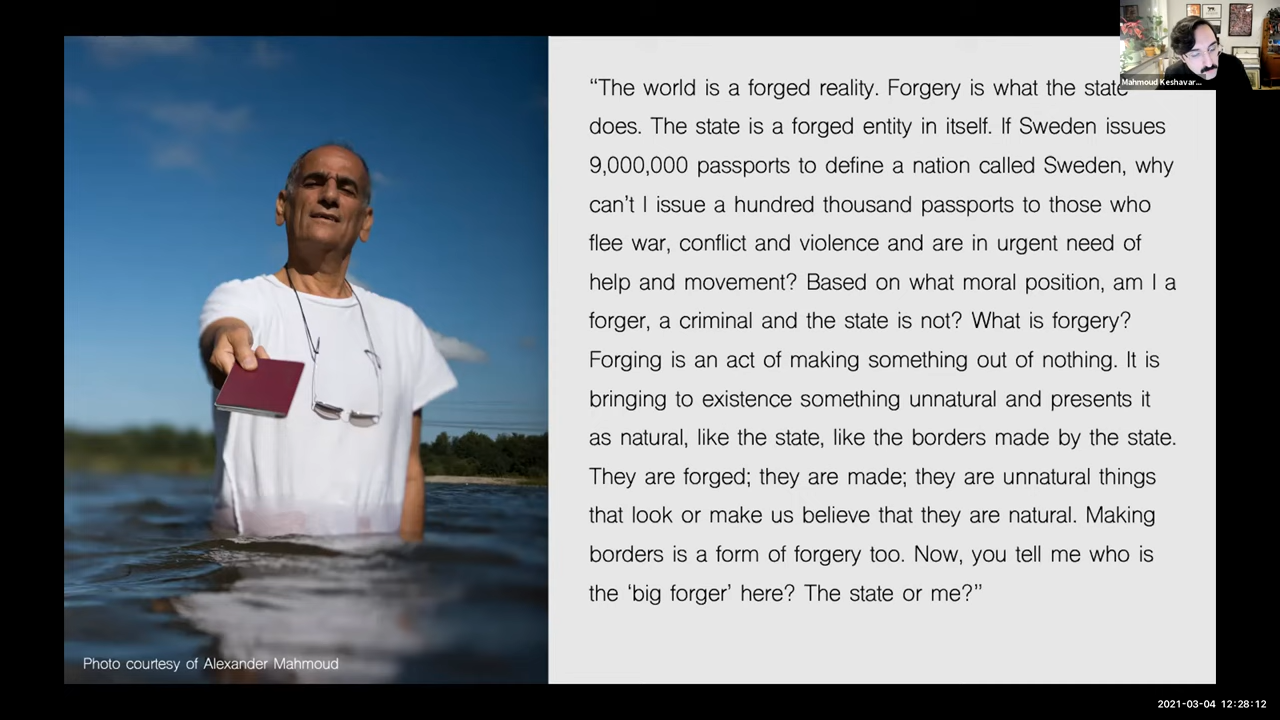 Mahmoud Keshavar...
“The world is a forged reality. Forgery is what the state
does. The state is a forged entity in itself. If Sweden issues
9,000,000 passports to define a nation called Sweden, why
can’t I issue a hundred thousand passports to those who
flee war, conflict and violence and are in urgent need of
help and movement? Based on what moral position, am I a
forger, a criminal and the state is not? What is forgery?
Forging is an act of making something out of nothing. It is
bringing to existence something unnatural and presents it
as natural, like the state, like the borders made by the state.
They are forged; they are made; they are unnatural things
that look or make us believe that they are natural. Making
borders is a form of forgery too. Now, you tell me who is
the ‘big forger’ here? The state or me?”
Photo courtesy of Alexander Mahmoud
2021-03-04 12:28:12